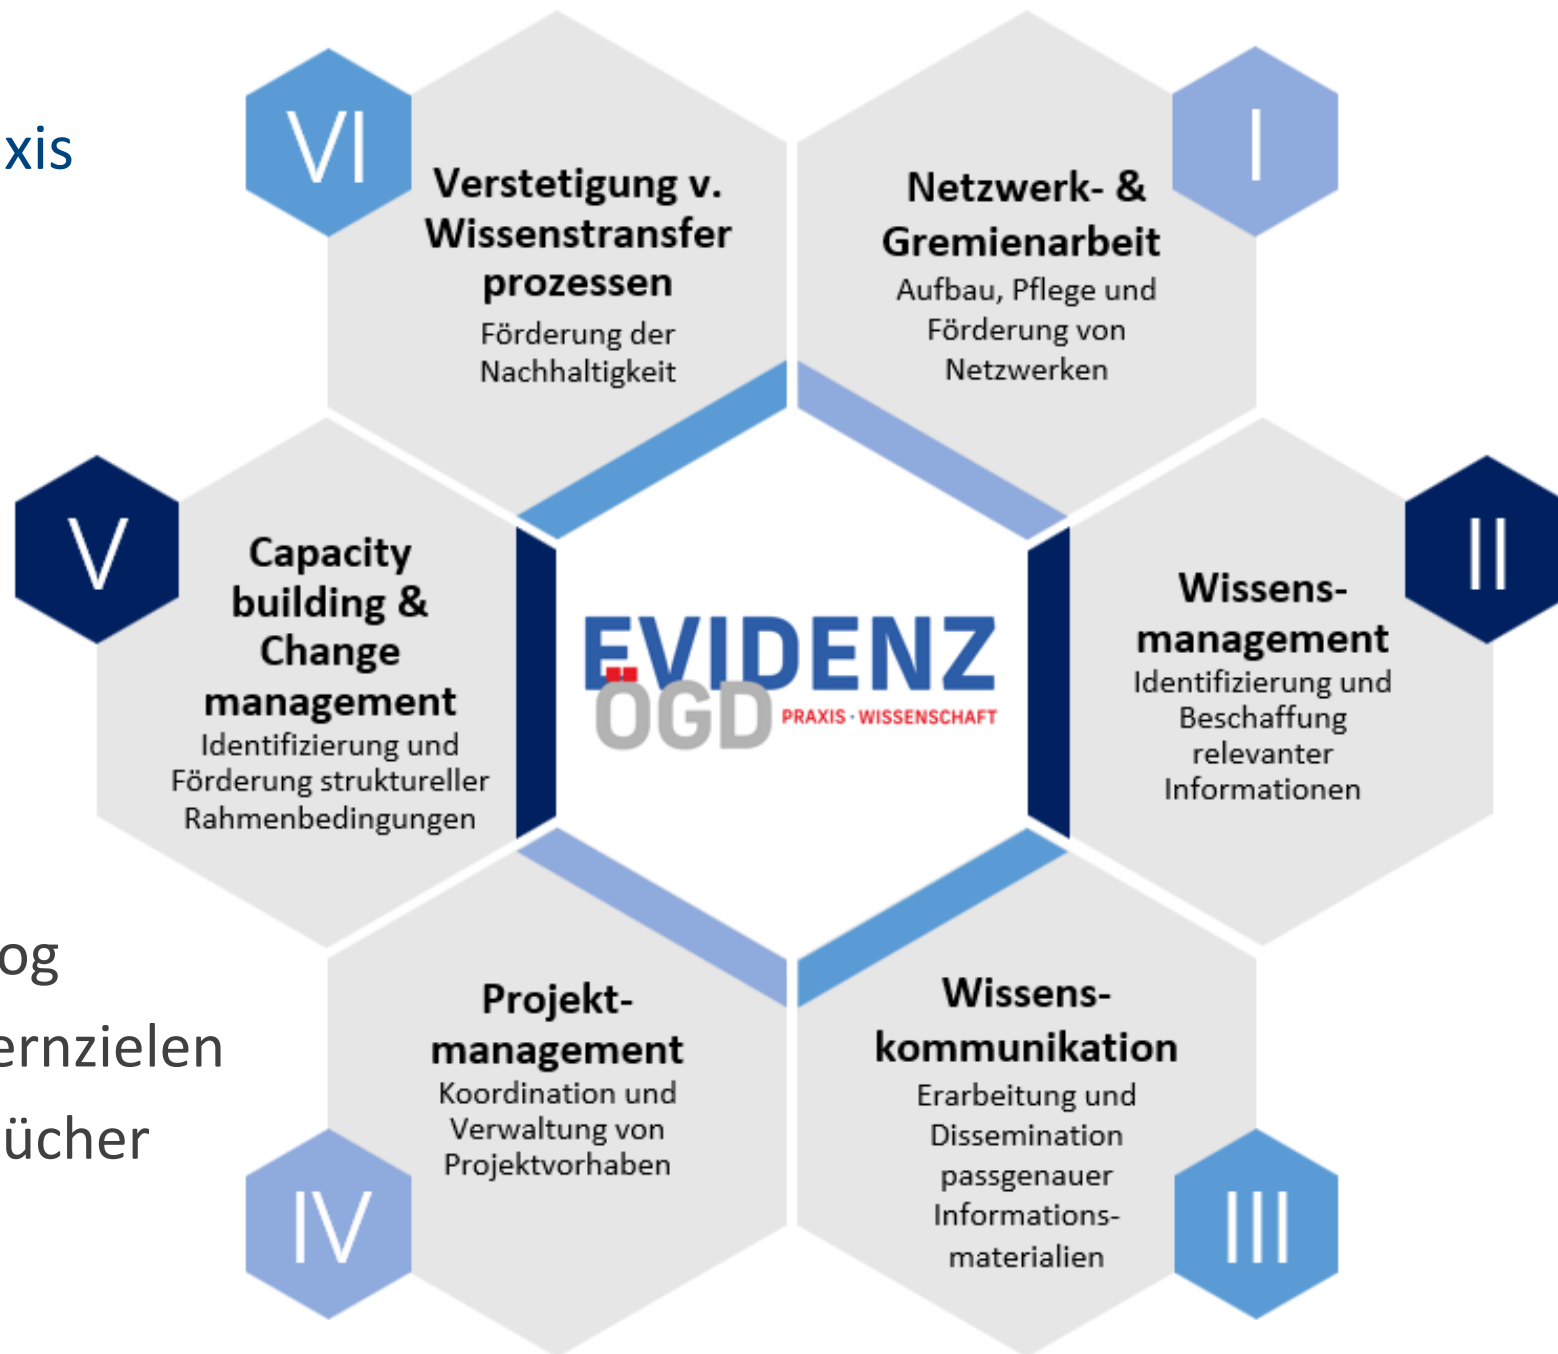 xis
VI
Verstetigung v.
Wissenstransfer
prozessen
Förderung der
Nachhaltigkeit
I
Netzwerk- &
Gremienarbeit
Aufbau, Pflege und
Förderung von
Netzwerken
II
Wissens-
management
Identifizierung und
Beschaffung
relevanter
Informationen
V
Capacity
building &
Change
management
Identifizierung und
Förderung struktureller
Rahmenbedingungen
EVIDENZ
ÖGD
PRAXIS · WISSENSCHAFT
og
ernzielen
ücher
IV
Projekt-
management
Koordination und
Verwaltung von
Projektvorhaben
III
Wissens-
kommunikation
Erarbeitung und
Dissemination
passgenauer
Informations-
materialien